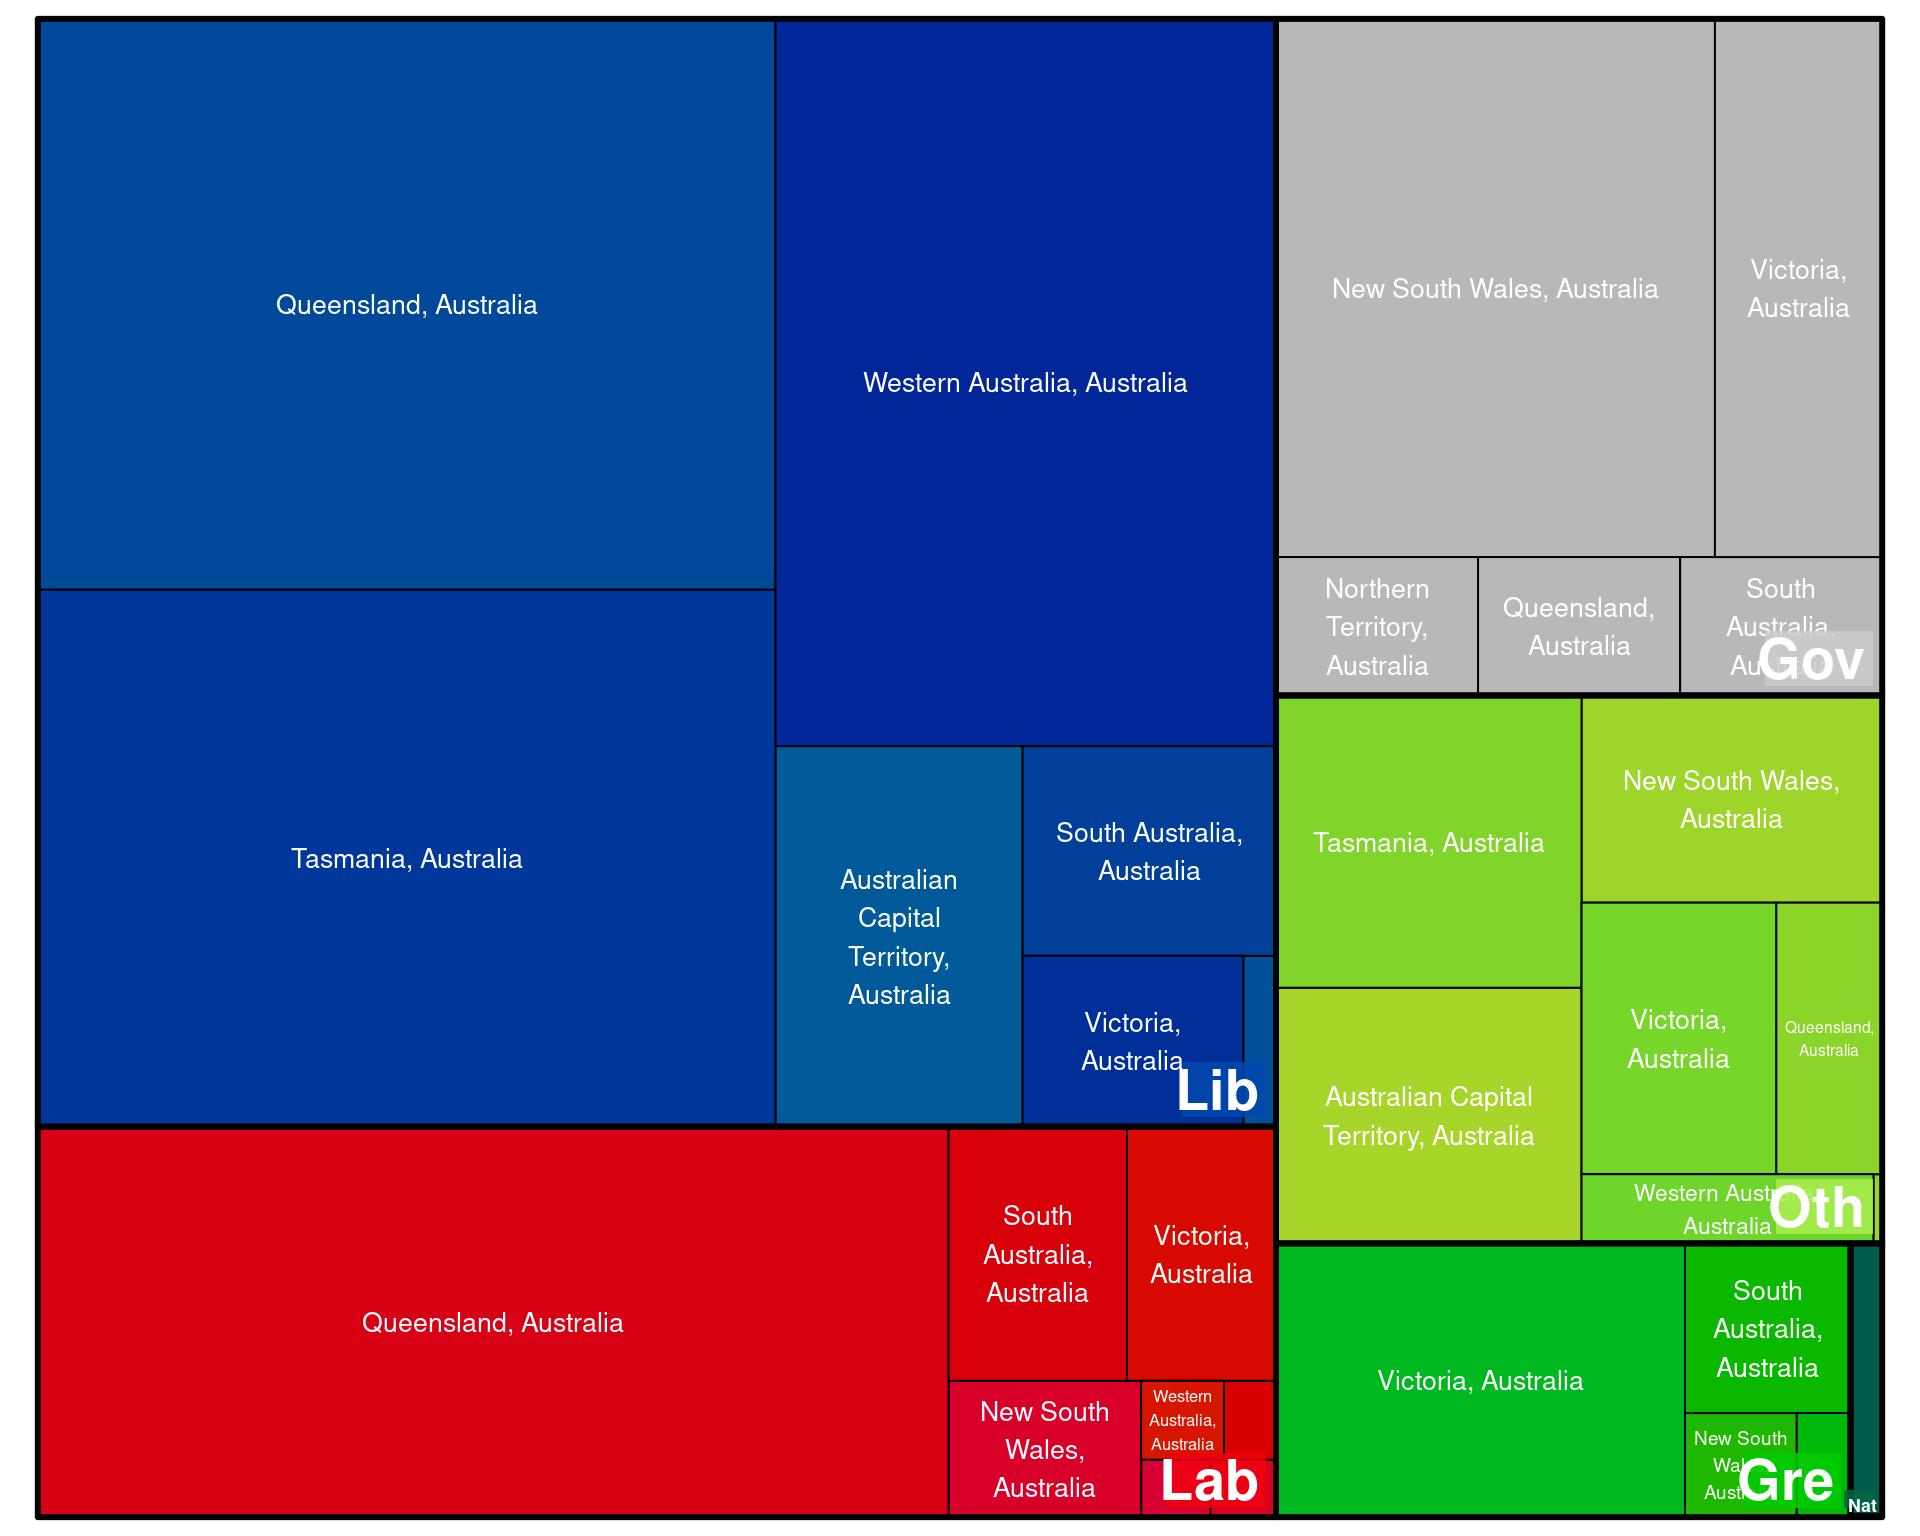 Queensland, Australia
Tasmania, Australia
Western Australia, Australia
Australian
Capital
Territory,
Australia
South Australia,
Australia
Victoria,
Australia
Lib
Queensland, Australia
South
Australia,
Australia
Victoria,
Australia
New South
Wales,
Australia
Western
Australia,
Australia
Lab
New South Wales, Australia
Victoria,
Australia
Northern
Territory,
Australia
Queensland,
Australia
South
Australia,
Gov
Tasmania, Australia
New South Wales,
Australia
Australian Capital
Territory, Australia
Victoria,
Australia
Queensland,
Australia
Western
Australia
Oth
Victoria, Australia
South
Australia,
Australia
New South
Gre
Nat